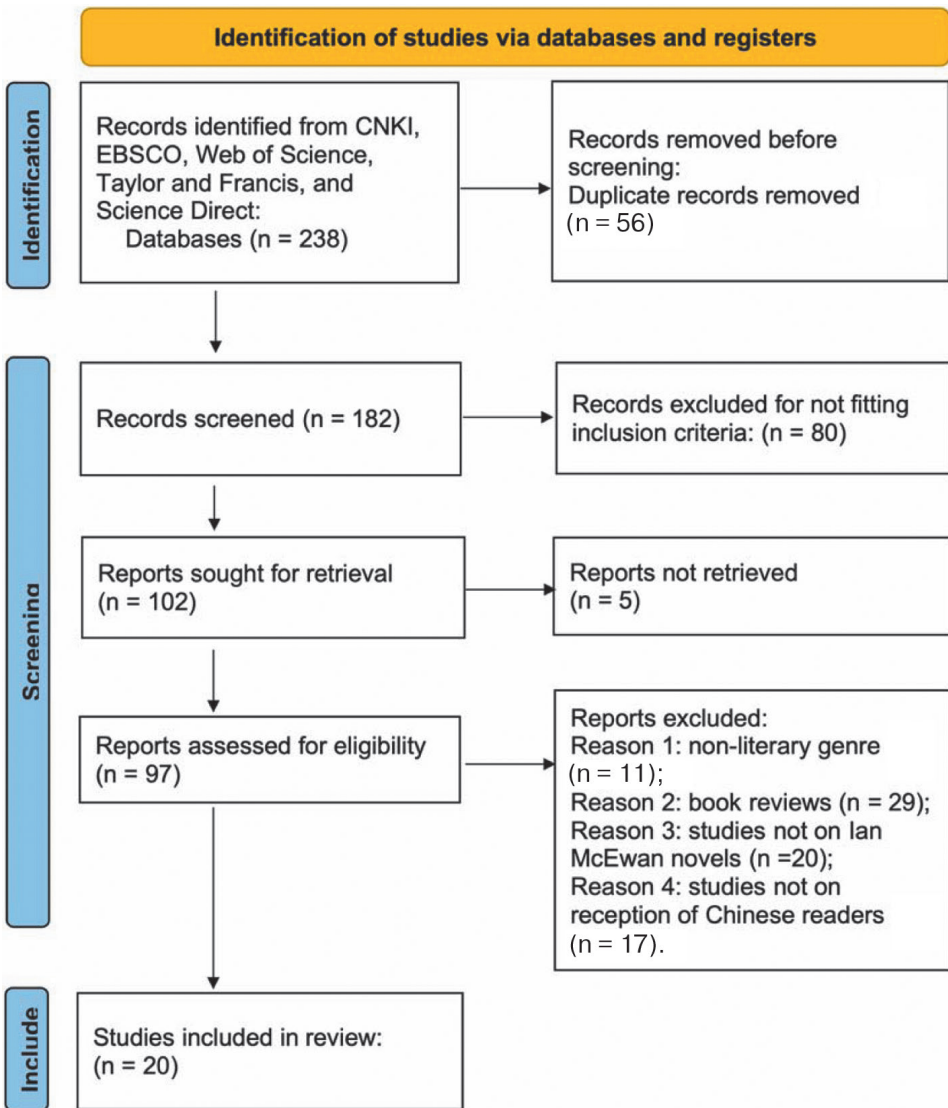 Identification of studies via databases and registers
Identification
Records identified from CNKI,
EBSCO, Web of Science,
Taylor and Francis, and
Science Direct:
Databases (n = 238)
Records removed before
screening:
Duplicate records removed
(n = 56)
Screening
Records screened (n = 182)
Records excluded for not fitting
inclusion criteria: (n = 80)
Reports sought for retrieval
(n = 102)
Reports not retrieved
(n = 5)
Reports assessed for eligibility
(n = 97)
Reports excluded:
Reason 1: non-literary genre
(n = 11);
Reason 2: book reviews (n = 29);
Reason 3: studies not on Ian
McEwan novels (n =20);
Reason 4: studies not on
reception of Chinese readers
(n = 17).
Include
Studies included in review:
(n = 20)